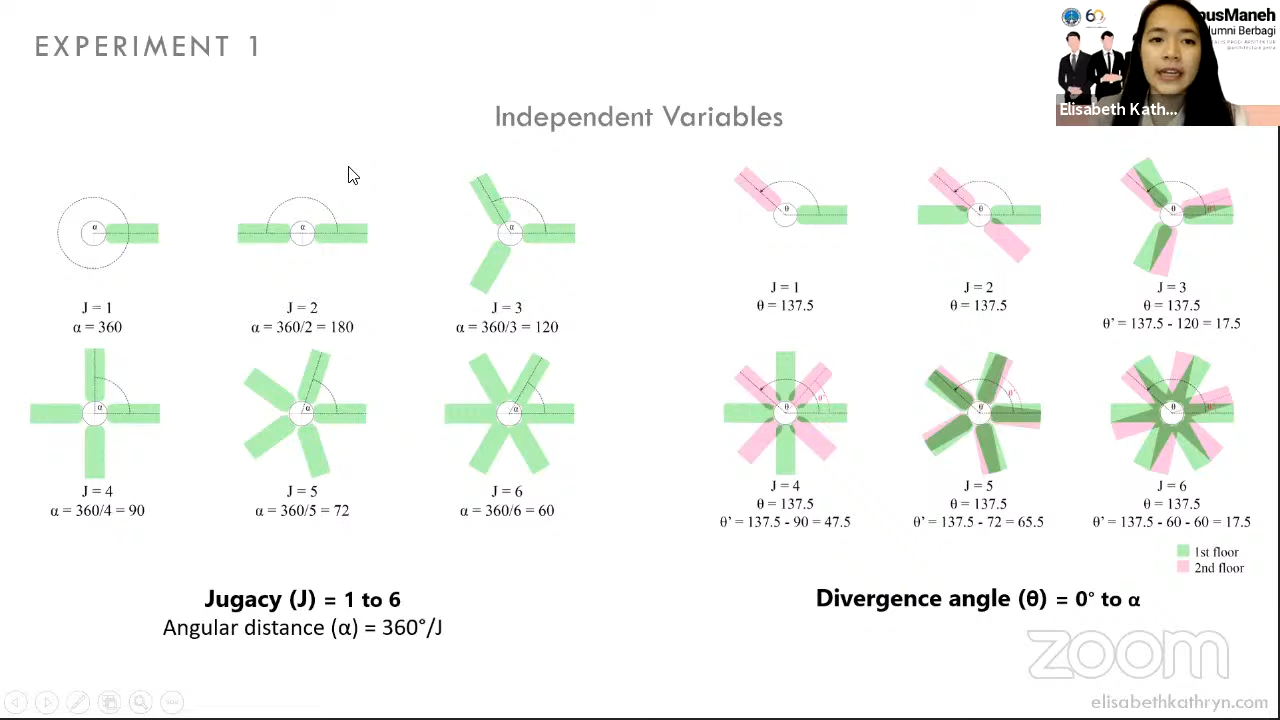 EXPERIMENT 1
60
pusManeh
lumni Berbagi
Elisabeth Kath...
Independent Variables
α
J = 1
α = 360
α
J = 2
α = 360/2 = 180
α
J = 3
α = 360/3 = 120
θ
J = 1
θ = 137.5
θ
J = 2
θ = 137.5
θ
θ'
J = 3
θ = 137.5
θ' = 137.5 - 120 = 17.5
α
J = 4
α = 360/4 = 90
α
J = 5
α = 360/5 = 72
α
J = 6
α = 360/6 = 60
θ
θ'
J = 4
θ = 137.5
θ' = 137.5 - 90 = 47.5
θ
θ'
J = 5
θ = 137.5
θ' = 137.5 - 72 = 65.5
θ
θ'
J = 6
θ = 137.5
θ' = 137.5 - 60 - 60 = 17.5
1st floor
2nd floor
Jugacy (J) = 1 to 6
Angular distance (α) = 360°/J
Divergence angle (θ) = 0° to α
zoom
elisabethkathryn.com